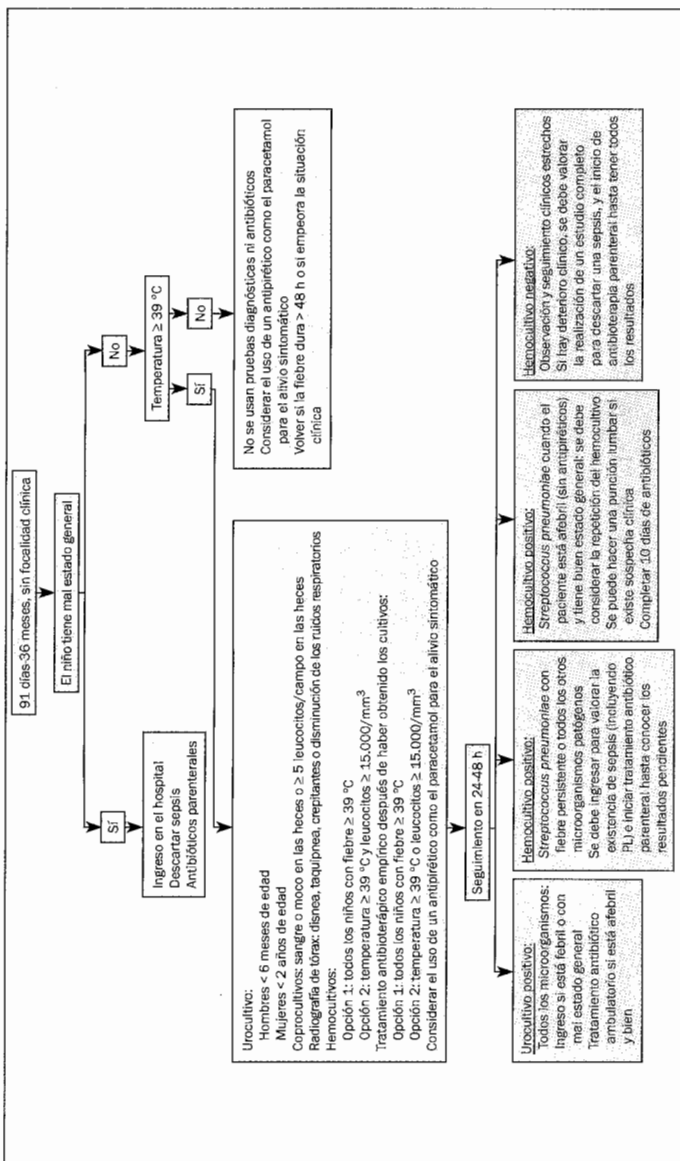 91 días-36 meses, sin focalidad clínica
El niño tiene mal estado general
Sí
No
Ingreso en el hospital
Descartar sepsis
Antibióticos parenterales
Temperatura ≥ 39 °C
Sí
No
No se usan pruebas diagnósticas ni antibióticos
Considerar el uso de un antipirético como el paracetamol
para el alivio sintomático
Volver si la fiebre dura > 48 h o si empeora la situación
clínica
Urocultivo:
Hombres < 6 meses de edad
Mujeres < 2 años de edad
Coprocultivos: sangre o moco en las heces o ≥ 5 leucocitos/campo en las heces
Radiografía de tórax: disnea, taquipnea, crepitantes o disminución de los ruidos respiratorios
Hemocultivos:
Opción 1: todos los niños con fiebre ≥ 39 °C
Opción 2: temperatura ≥ 39 °C y leucocitos ≥ 15.000/mm³
Tratamiento antibioterápico empírico después de haber obtenido los cultivos:
Opción 1: todos los niños con fiebre ≥ 39 °C
Opción 2: temperatura ≥ 39 °C o leucocitos ≥ 15.000/mm³
Considerar el uso de un antipirético como el paracetamol para el alivio sintomático
Seguimiento en 24-48 h
Urocultivo positivo:
Todos los microorganismos:
Ingreso si está febril o con
mal estado general
Tratamiento antibiótico
ambulatorio si está afebril
y bien
Hemocultivo positivo:
Streptococcus pneumoniae con
fiebre persistente o todos los otros
microorganismos patógenos
Se debe ingresar para valorar la
existencia de sepsis (incluyendo
PL) e iniciar tratamiento antibiótico
parenteral hasta conocer los
resultados pendientes
Hemocultivo positivo:
Streptococcus pneumoniae cuando el
paciente está afebril (sin antipiréticos)
y tiene buen estado general: se debe
considerar la repetición del hemocultivo
Se puede hacer una punción lumbar si
existe sospecha clínica
Completar 10 días de antibióticos
Hemocultivo negativo:
Observación y seguimiento clínicos estrechos
Si hay deterioro clínico, se debe valorar
la realización de un estudio completo
para descartar una sepsis, y el inicio de
antibioterapia parenteral hasta tener todos
los resultados